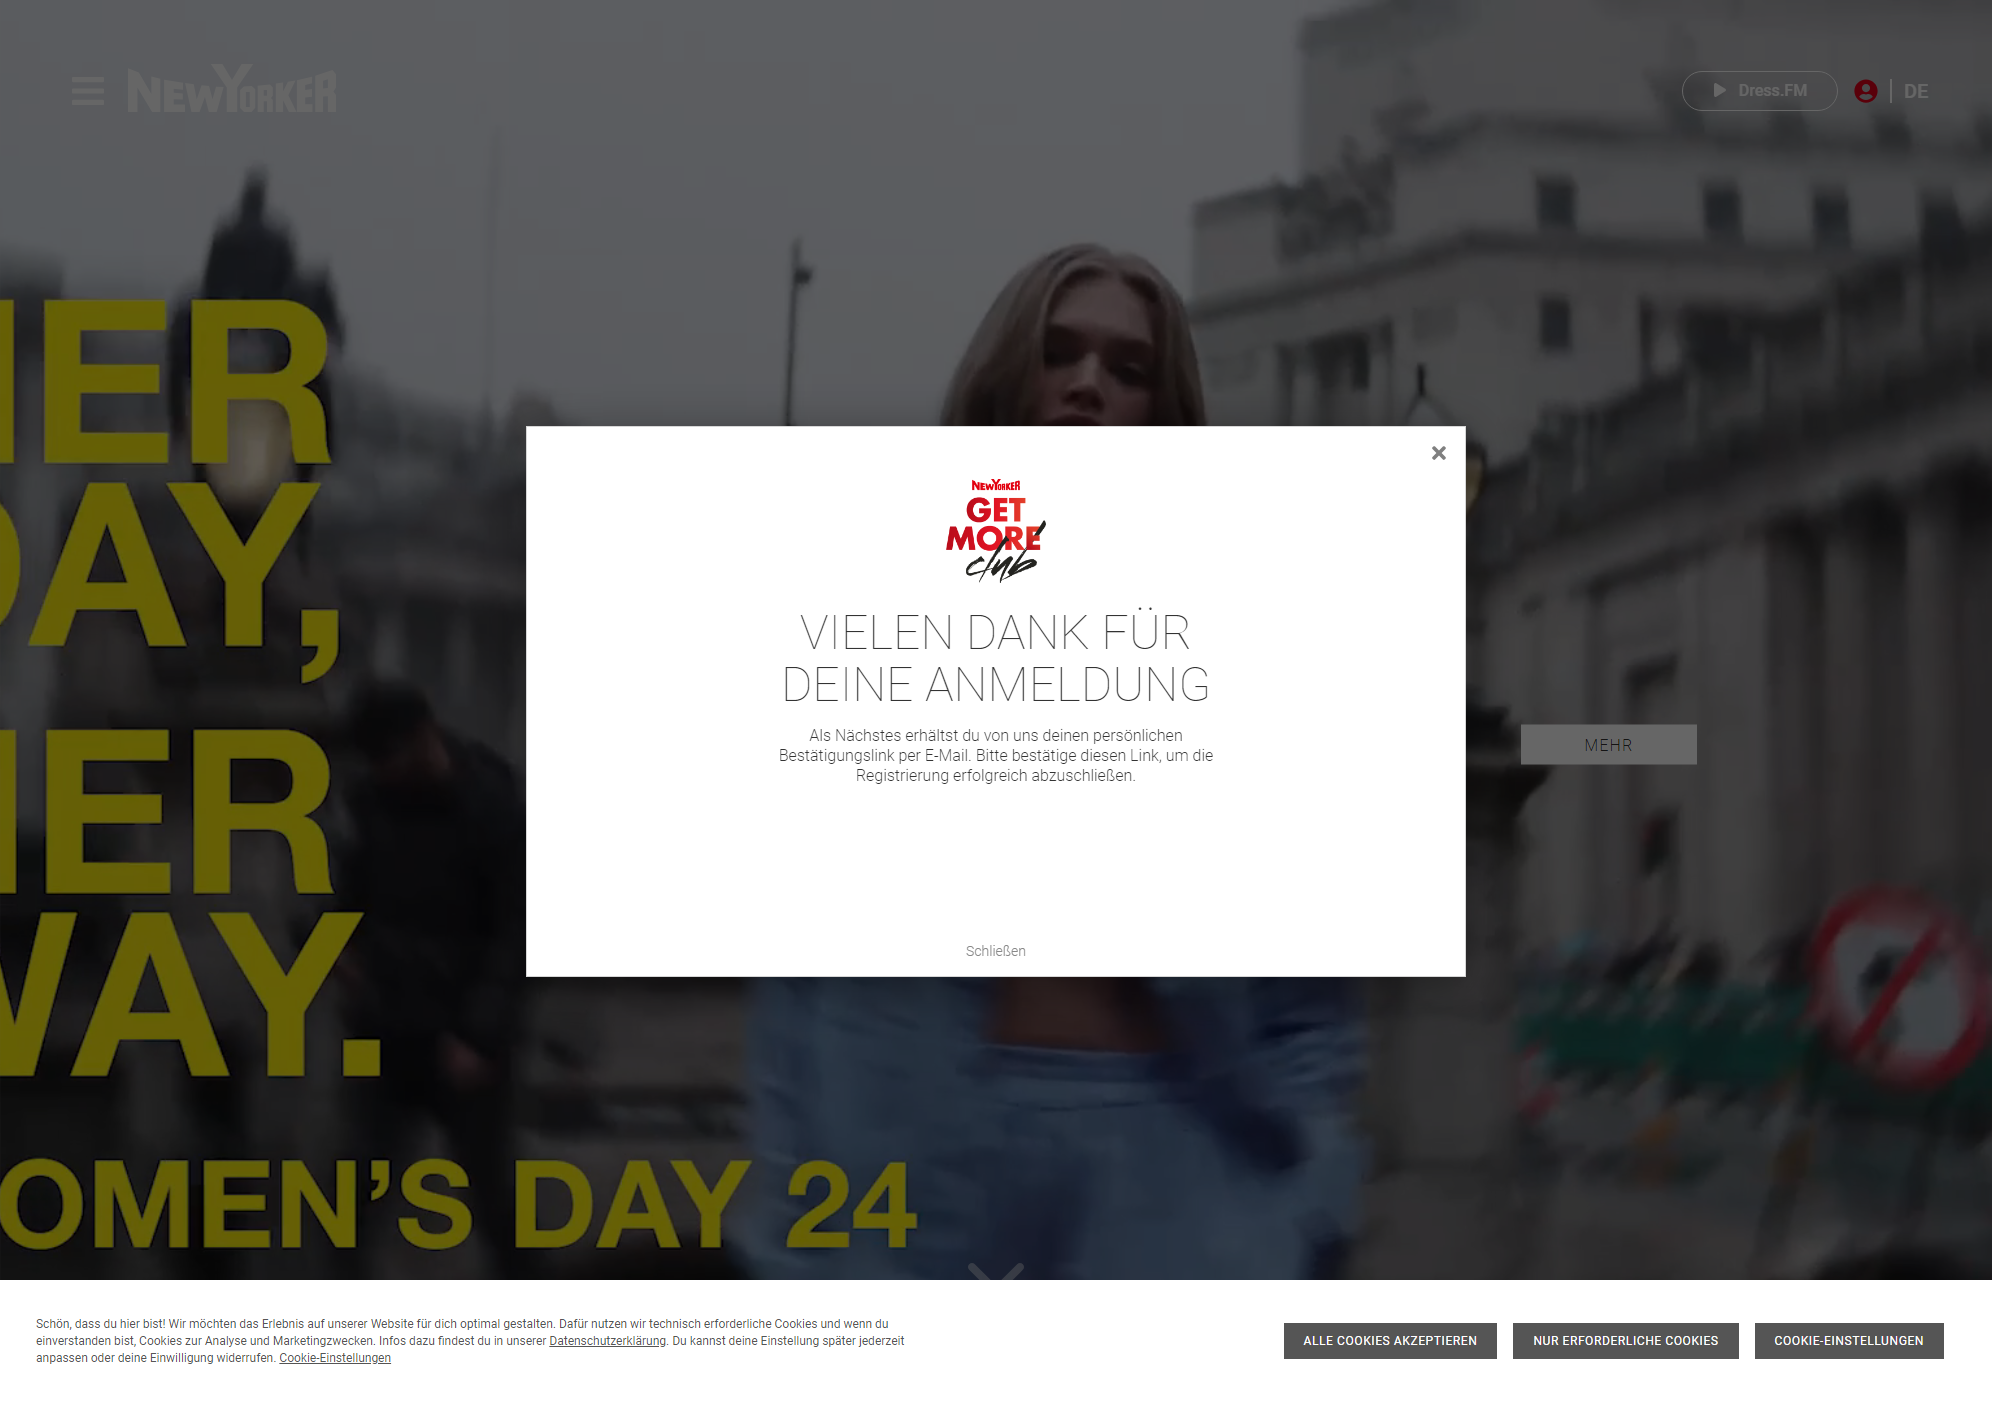 NEWYORKER
Dress.FM
DE
HER
DAY,
HER
WAY.
WOMEN'S DAY 24
NEWYORKER
GET
MORE
club
VIELEN DANK FÜR
DEINE ANMELDUNG
Als Nächstes erhältst du von uns deinen persönlichen
Bestätigungslink per E-Mail. Bitte bestätige diesen Link, um die
Registrierung erfolgreich abzuschließen.
Schließen
MEHR
Schön, dass du hier bist! Wir möchten das Erlebnis auf unserer Website für dich optimal gestalten. Dafür nutzen wir technisch erforderliche Cookies und wenn du
einverstanden bist, Cookies zur Analyse und Marketingzwecken. Infos dazu findest du in unserer Datenschutzerklärung. Du kannst deine Einstellung später jederzeit
anpassen oder deine Einwilligung widerrufen. Cookie-Einstellungen
ALLE COOKIES AKZEPTIEREN
NUR ERFORDERLICHE COOKIES
COOKIE-EINSTELLUNGEN